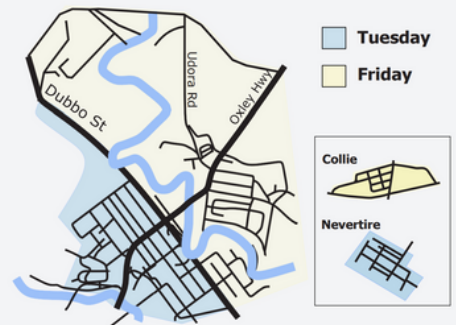 Tuesday
Friday
Dubbo St
Udora Rd
Oxley Hwy
Collie
Nevertire